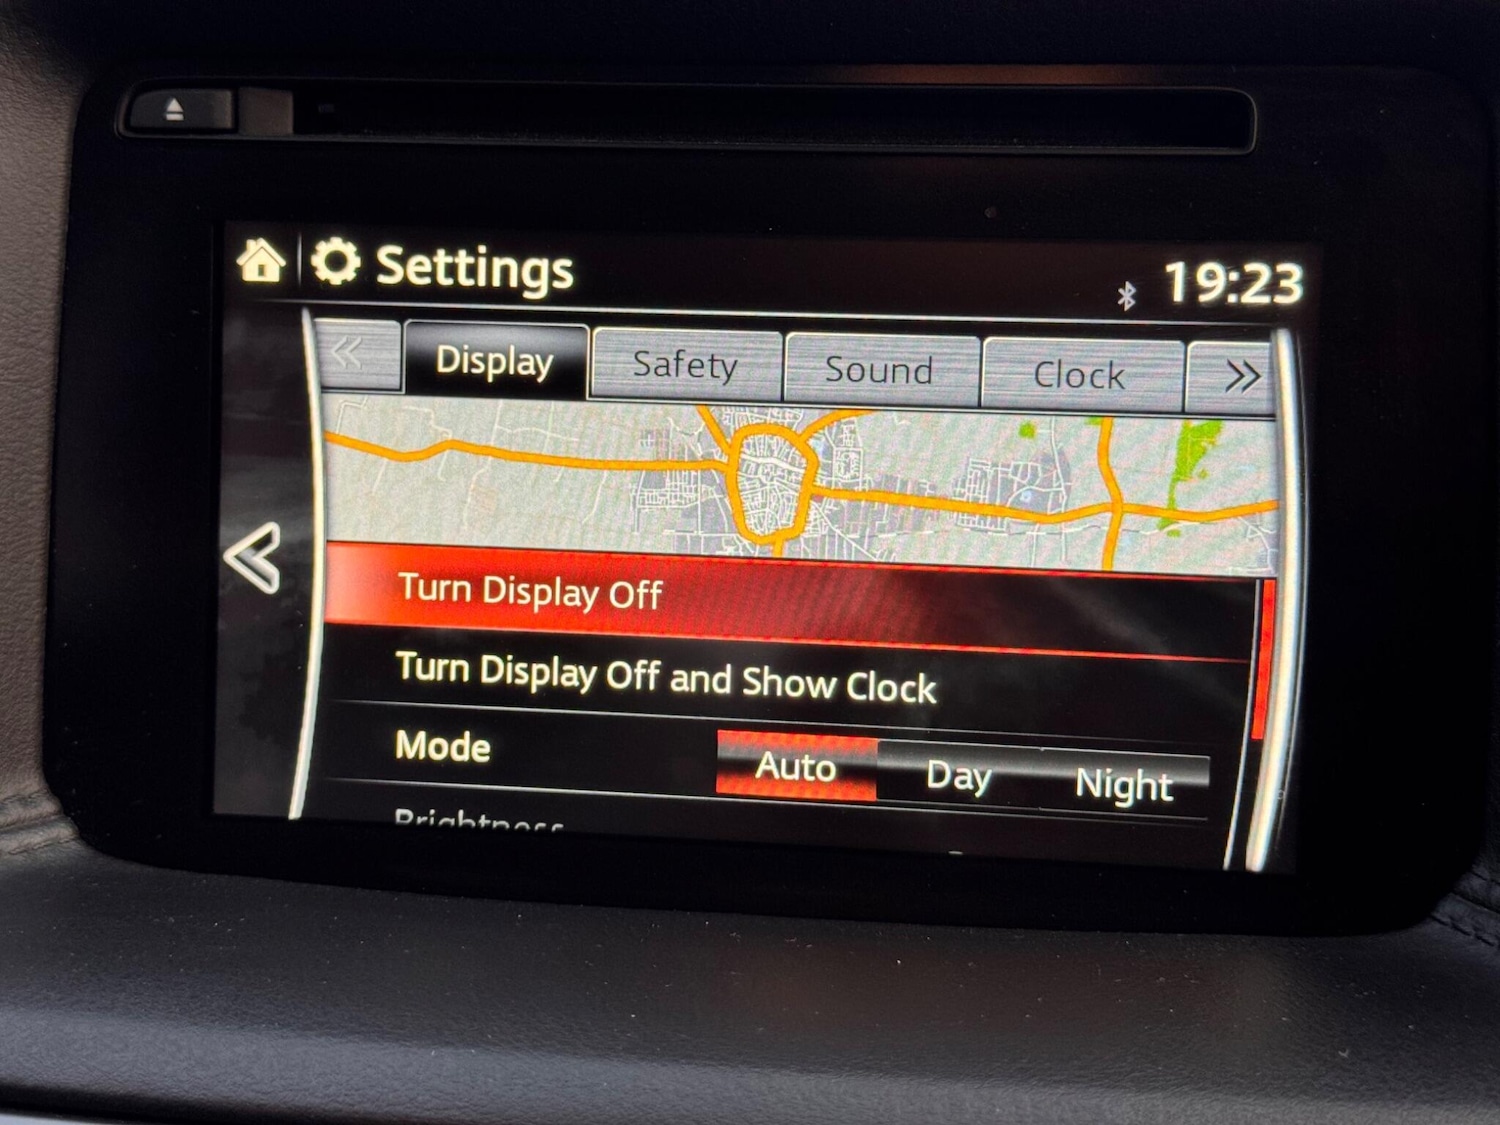 Settings
19:23
Display Safety Sound Clock
Turn Display Off
Turn Display Off and Show Clock
Mode Auto Day Night
Brightness